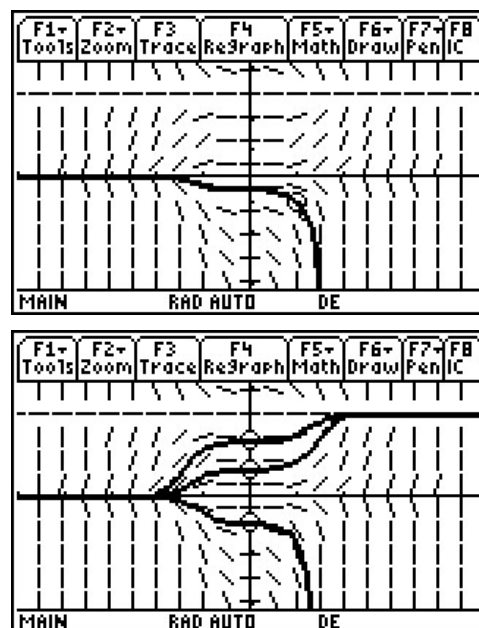 F1 F2 F3 F4 F5 F6 F7 F8
Tools Zoom Trace ReGraph Math Draw Pen IC
MAIN RAD AUTO DE
F1 F2 F3 F4 F5 F6 F7 F8
Tools Zoom Trace ReGraph Math Draw Pen IC
MAIN RAD AUTO DE